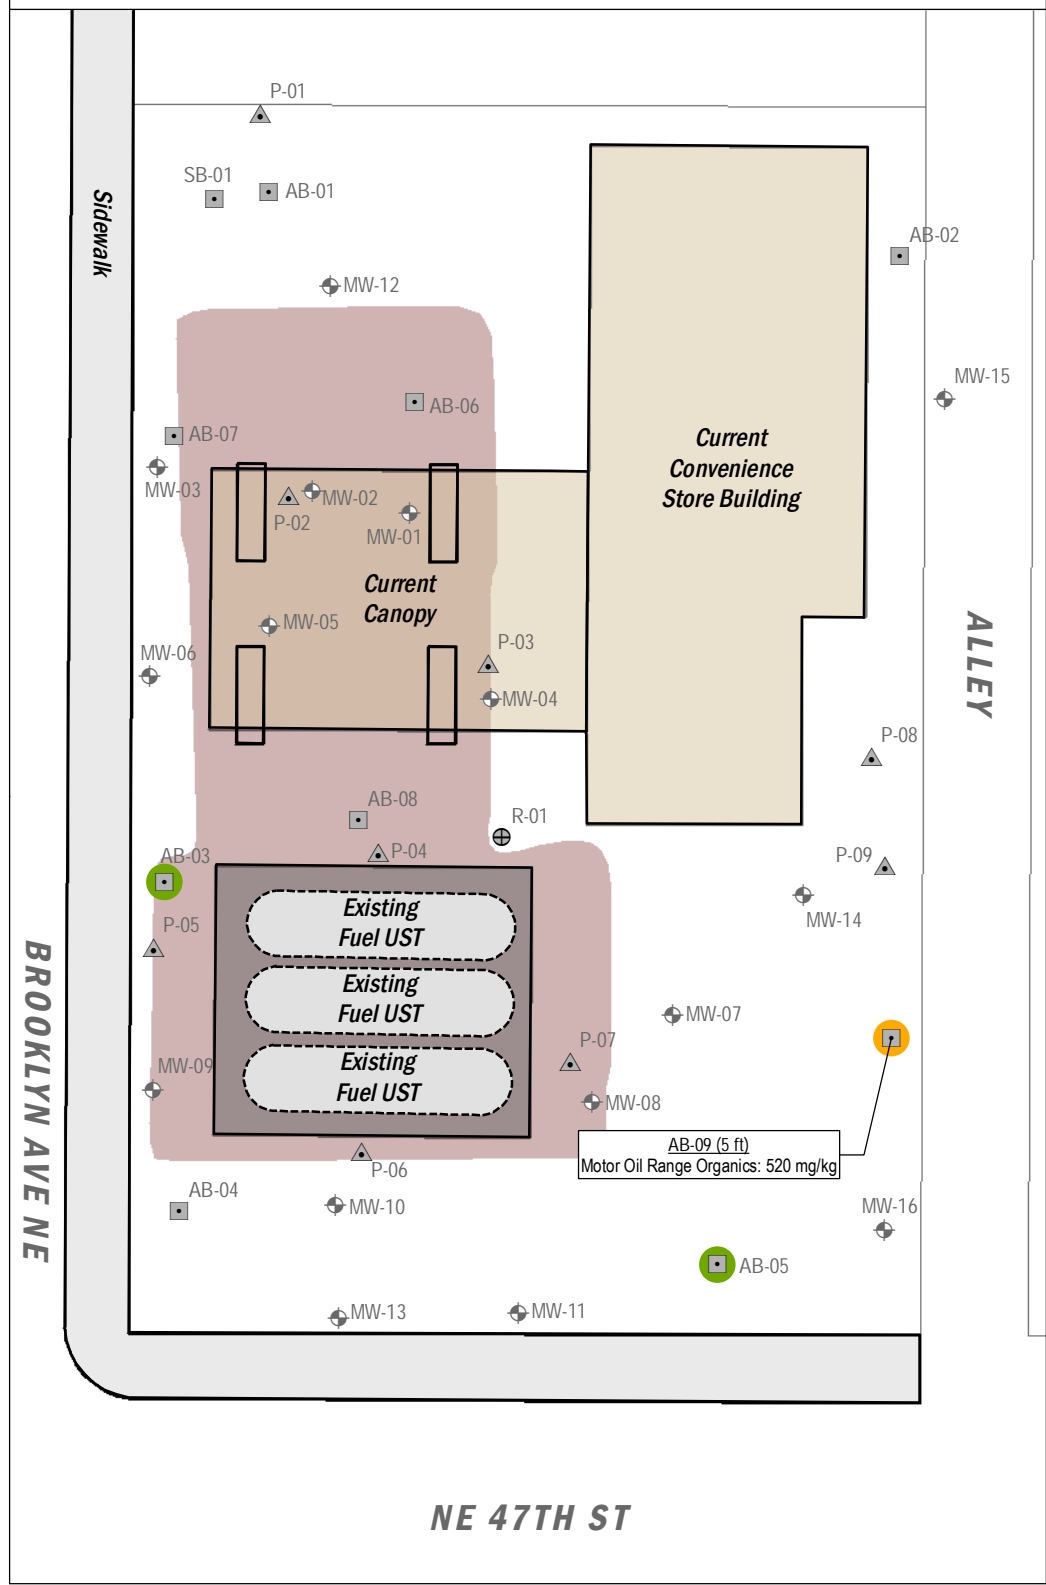 P-01
SB-01
AB-01
Sidewalk
AB-02
MW-12
MW-15
AB-06
AB-07
Current
Convenience
Store Building
MW-03
MW-02
P-02
MW-01
Current
Canopy
MW-05
ALLEY
MW-06
P-03
MW-04
P-08
AB-08
R-01
AB-03
P-04
P-09
Existing
Fuel UST
P-05
MW-14
BROOKLYN AVE NE
Existing
Fuel UST
MW-07
P-07
Existing
Fuel UST
MW-09
MW-08
AB-09 (5 ft)
Motor Oil Range Organics: 520 mg/kg
P-06
AB-04
MW-10
MW-16
AB-05
MW-13
MW-11
NE 47TH ST